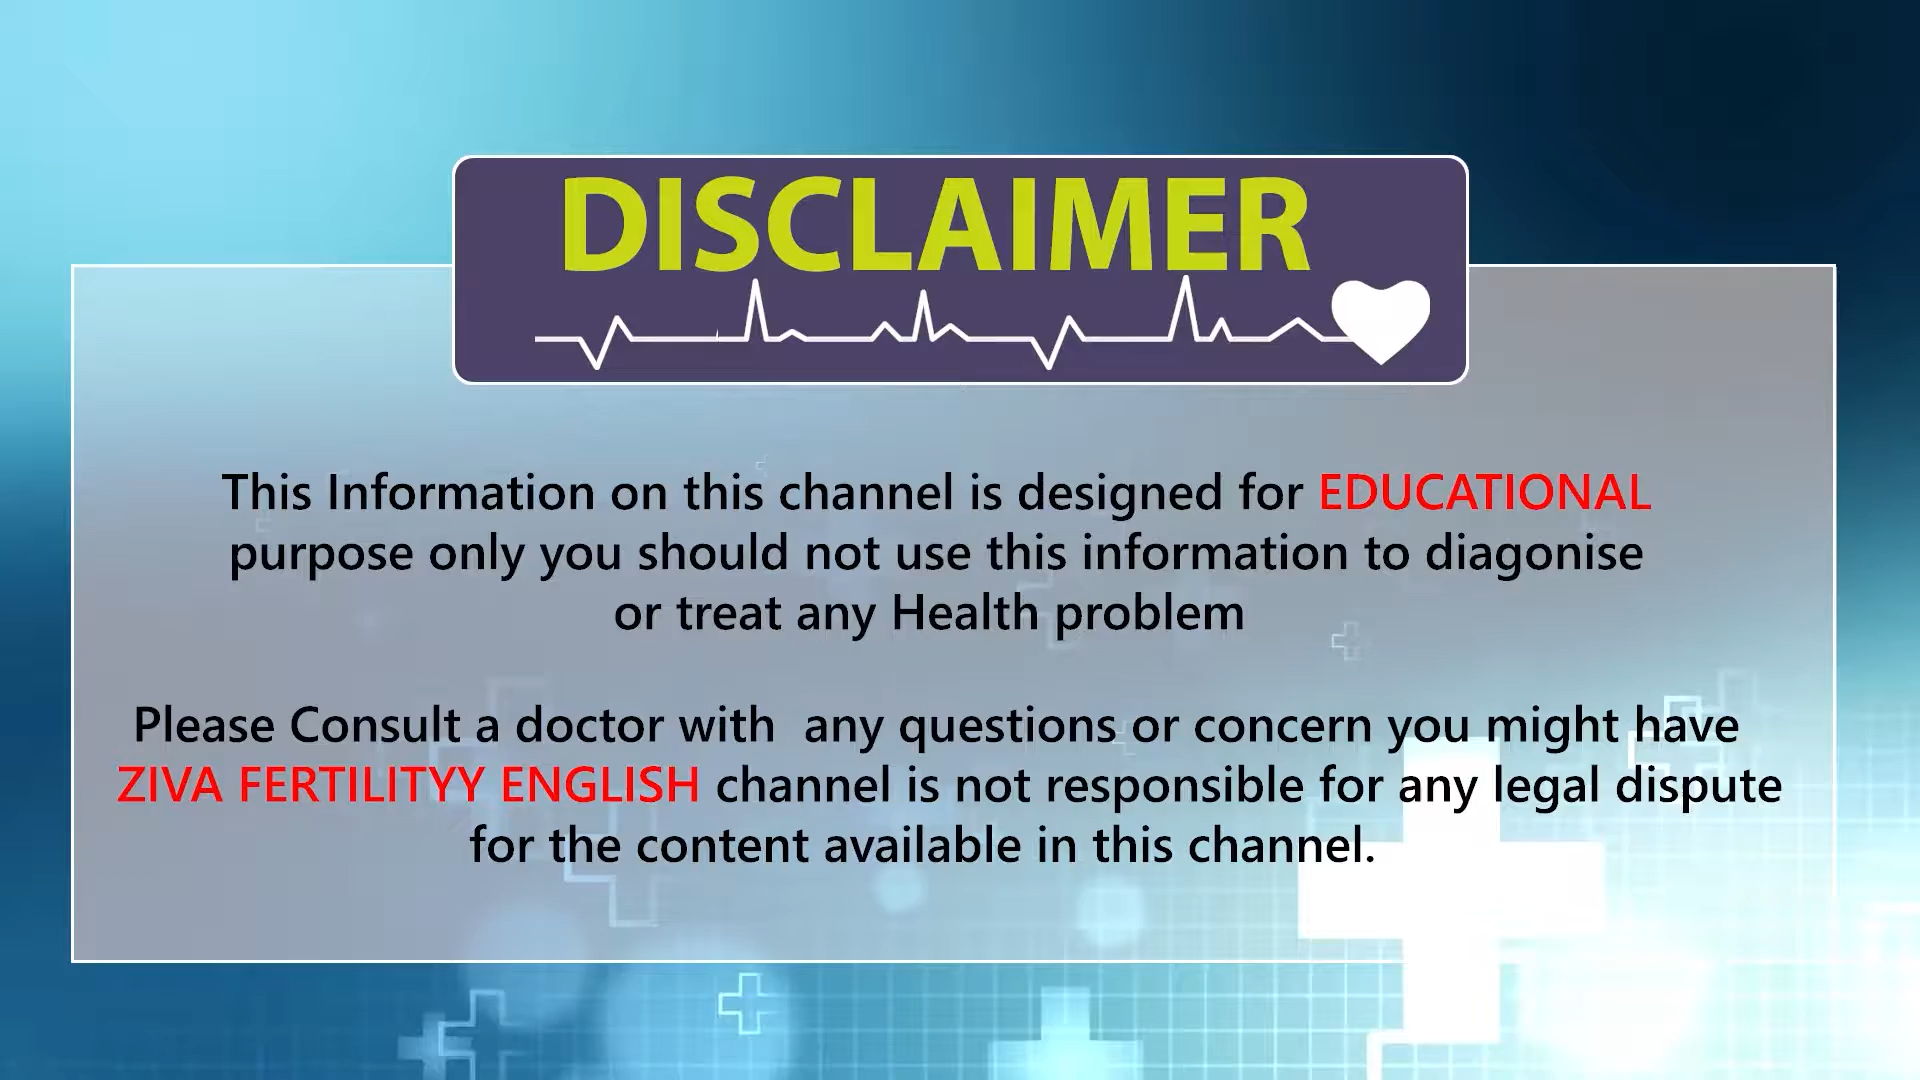 DISCLAIMER
This Information on this channel is designed for EDUCATIONAL
purpose only you should not use this information to diagonise
or treat any Health problem
Please Consult a doctor with  any questions or concern you might have
ZIVA FERTILITYY ENGLISH channel is not responsible for any legal dispute
for the content available in this channel.